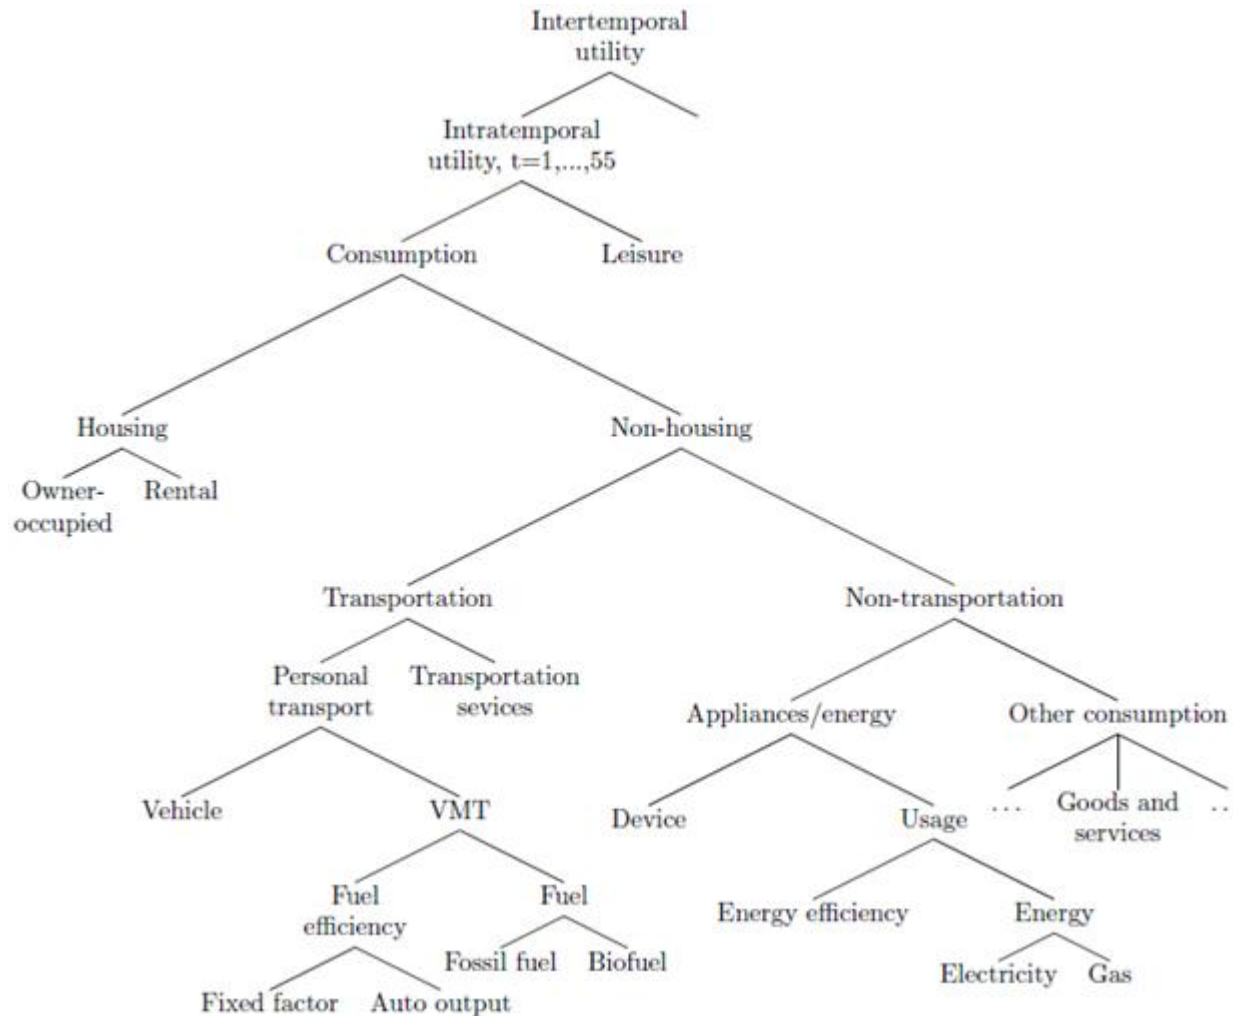 Intertemporal
utility
Intratemporal
utility, t=1,...,55
Consumption
Leisure
Housing
Non-housing
Owner-
occupied
Rental
Transportation
Non-transportation
Personal
transport
Transportation
sevices
Appliances/energy
Other consumption
Vehicle
VMT
Device
Usage
...
Goods and
services
..
Fuel
efficiency
Fuel
Energy efficiency
Energy
Fossil fuel
Biofuel
Electricity
Gas
Fixed factor
Auto output